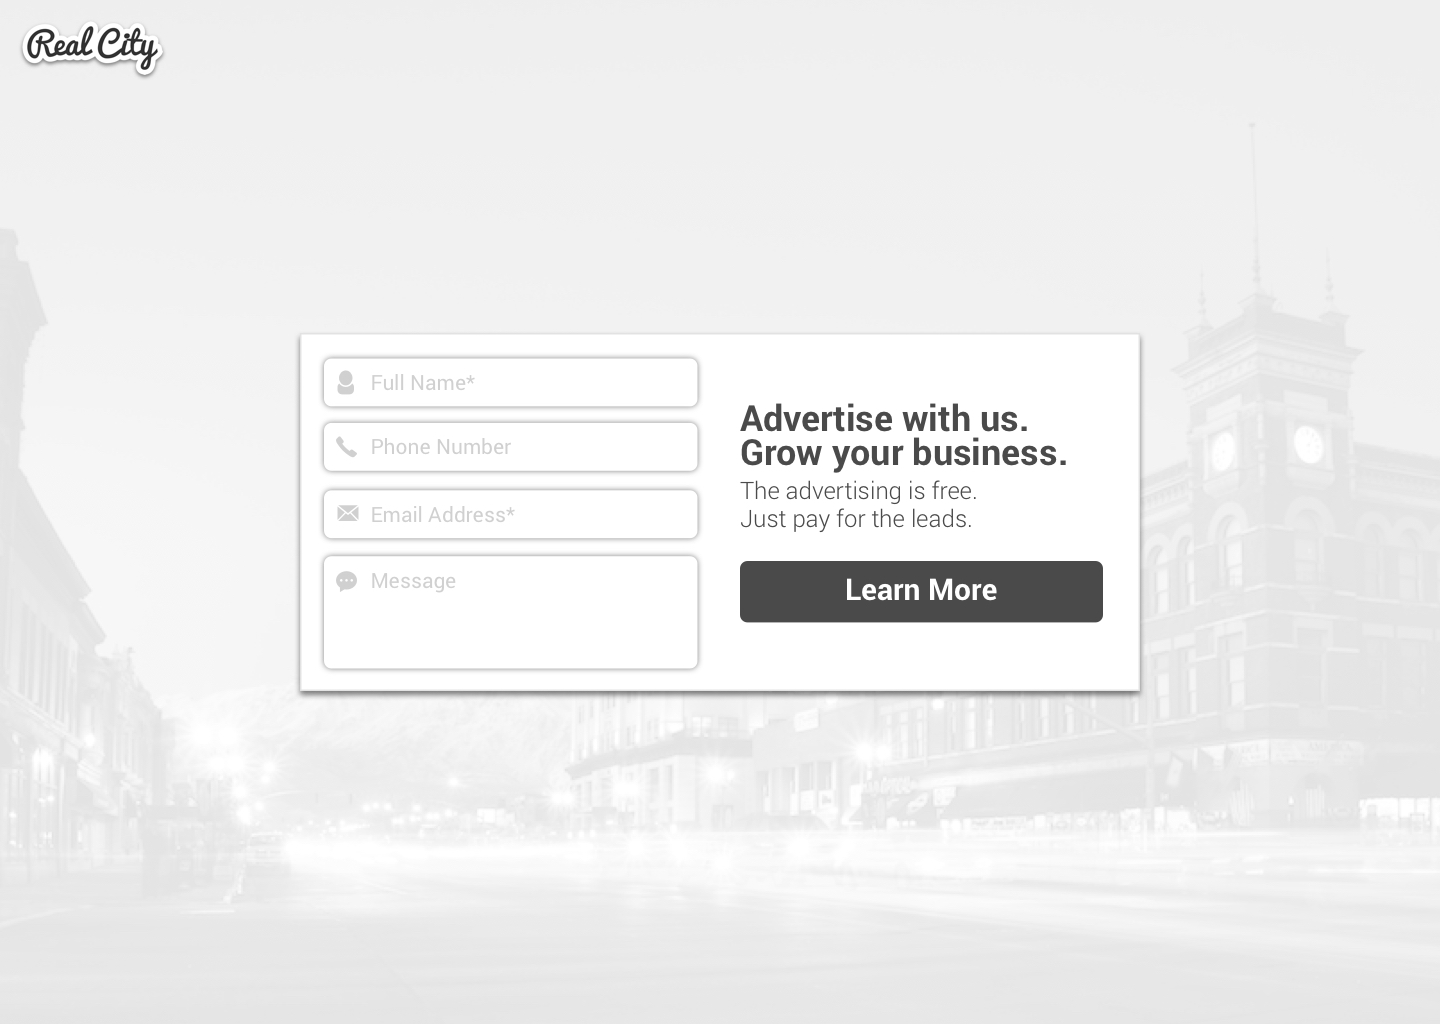 Real City
Full Name*
Phone Number
Email Address*
Message
Advertise with us.
Grow your business.
The advertising is free.
Just pay for the leads.
Learn More